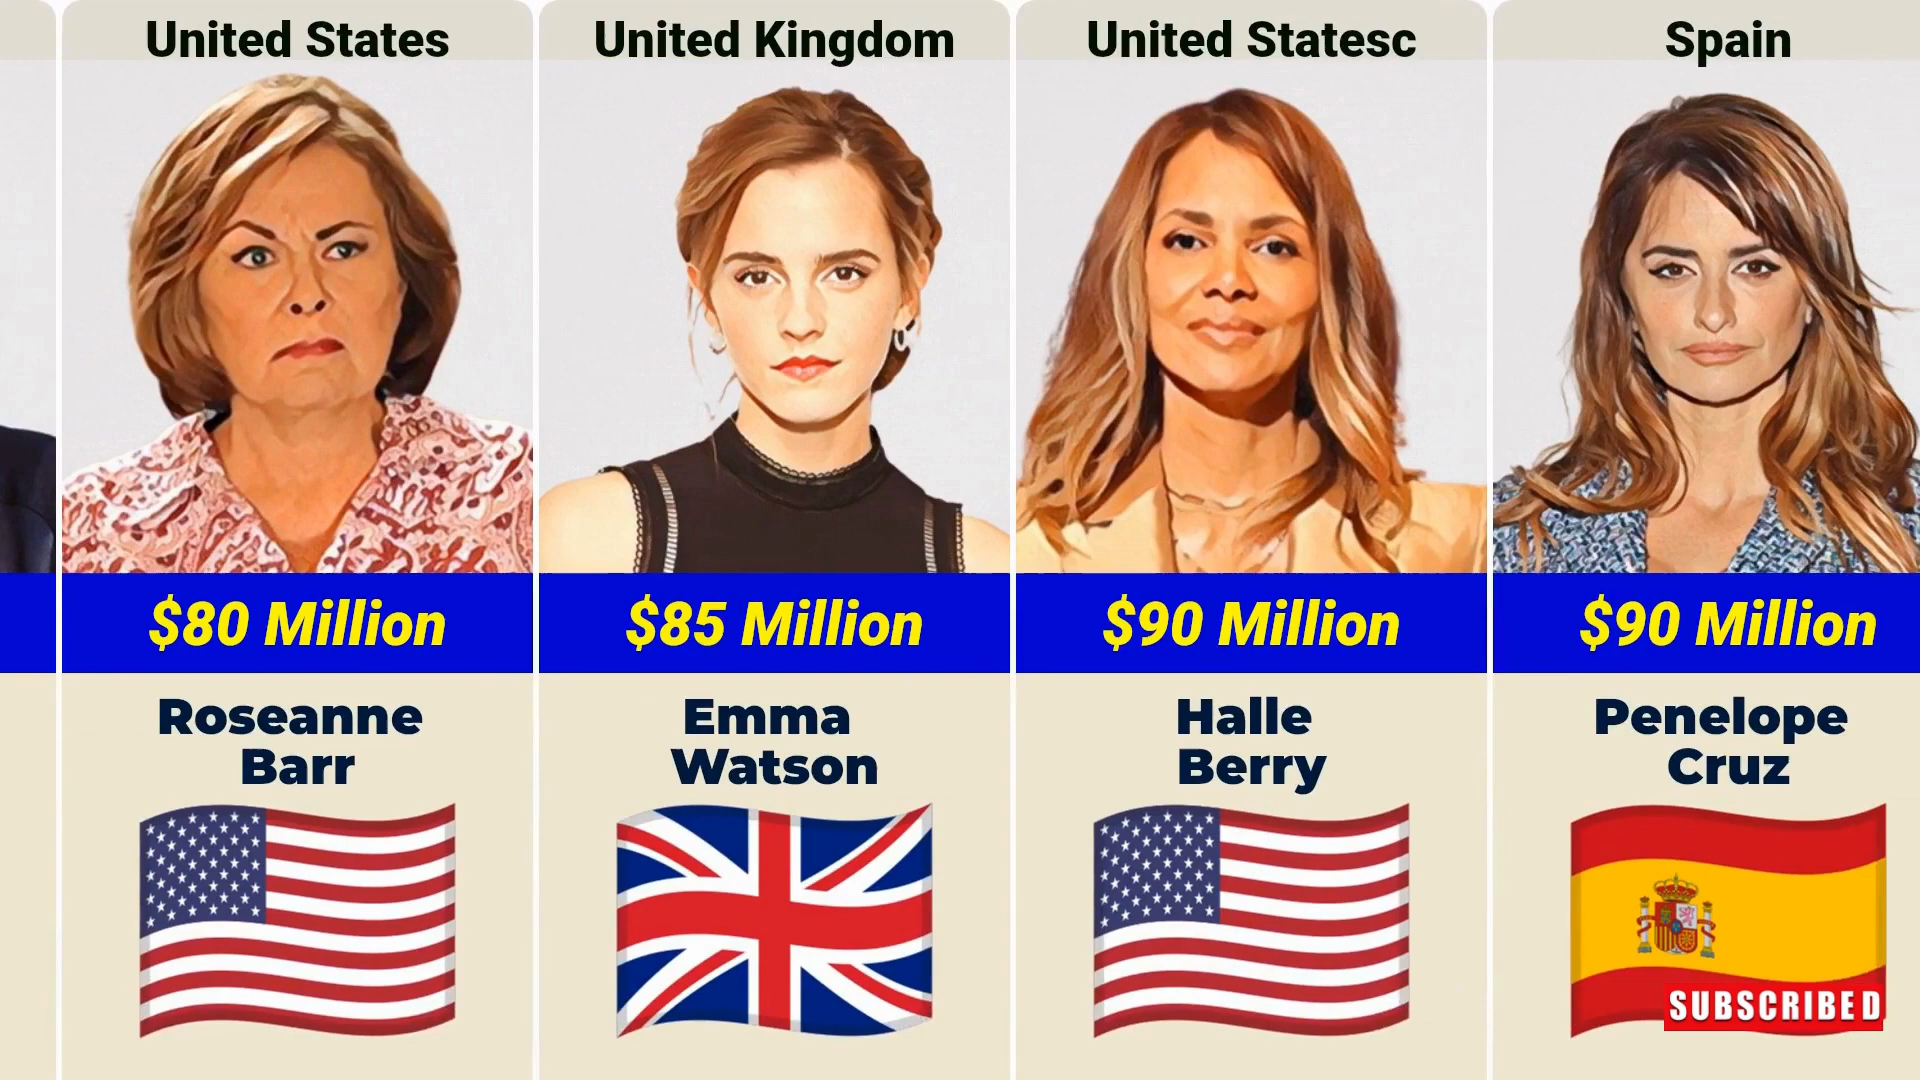 United States
$80 Million
Roseanne
Barr
United Kingdom
$85 Million
Emma
Watson
United Statesc
$90 Million
Halle
Berry
Spain
$90 Million
Penelope
Cruz
SUBSCRIBED